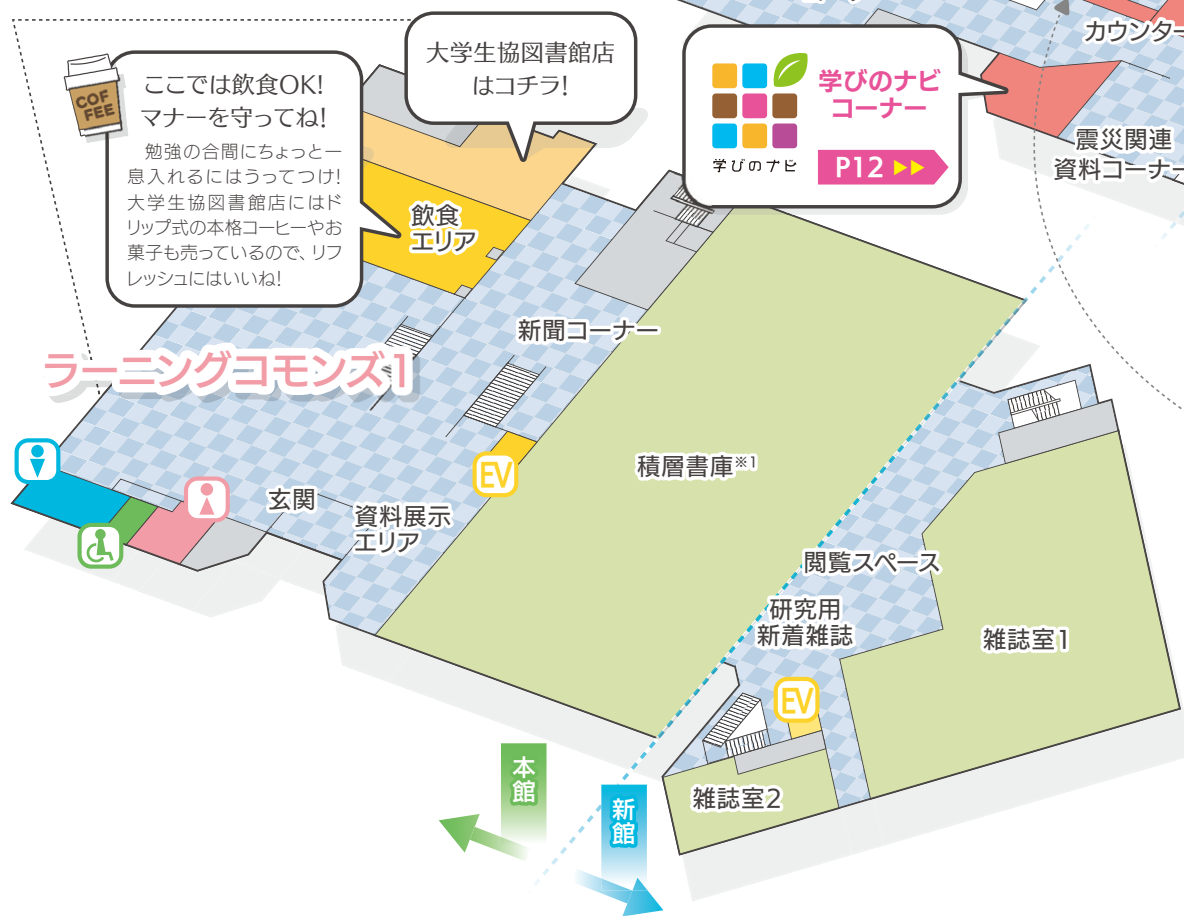 カウンター
大学生協図書館店
はコチラ!
ここでは飲食OK!
マナーを守ってね!
COF
FEE
勉強の合間にちょっと一
息入れるにはうってつけ!
大学生協図書館店にはド
リップ式の本格コーヒーやお
菓子も売っているので、リフ
レッシュにはいいね!
学びのナビ
コーナー
学びのナビ
P12
震災関連
資料コーナー
飲食
エリア
新聞コーナー
ラーニングコモンズ1
EV
積層書庫※1
玄関
資料展示
エリア
閲覧スペース
研究用
新着雑誌
雑誌室1
EV
雑誌室2
本館
新館